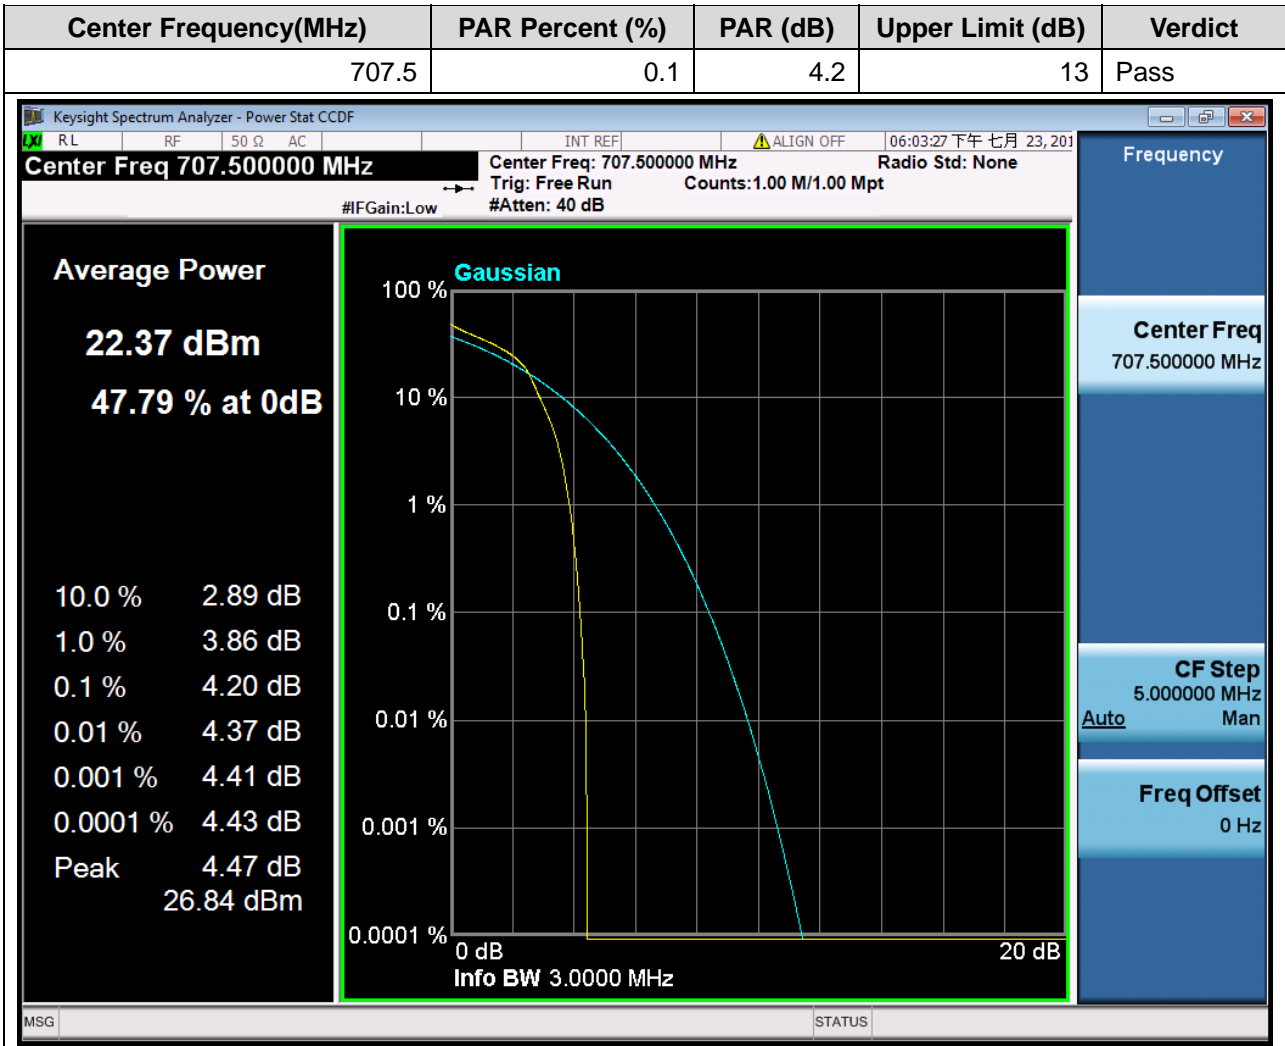 Center Frequency(MHz) PAR Percent (%) PAR (dB) Upper Limit (dB) Verdict
707.5 0.1 4.2 13 Pass
Keysight Spectrum Analyzer - Power Stat CCDF
LXI RL RF 50 Ω AC INT REF ALIGN OFF 06:03:27 下午 七月 23, 201
Center Freq 707.500000 MHz
Center Freq: 707.500000 MHz Radio Std: None
Trig: Free Run Counts:1.00 M/1.00 Mpt
#IFGain:Low #Atten: 40 dB
Average Power
22.37 dBm
47.79 % at 0dB
10.0 % 2.89 dB
1.0 % 3.86 dB
0.1 % 4.20 dB
0.01 % 4.37 dB
0.001 % 4.41 dB
0.0001 % 4.43 dB
Peak 4.47 dB
26.84 dBm
Gaussian
100 %
10 %
1 %
0.1 %
0.01 %
0.001 %
0.0001 %
0 dB 20 dB
Info BW 3.0000 MHz
Frequency
Center Freq
707.500000 MHz
CF Step
5.000000 MHz
Auto Man
Freq Offset
0 Hz
MSG STATUS